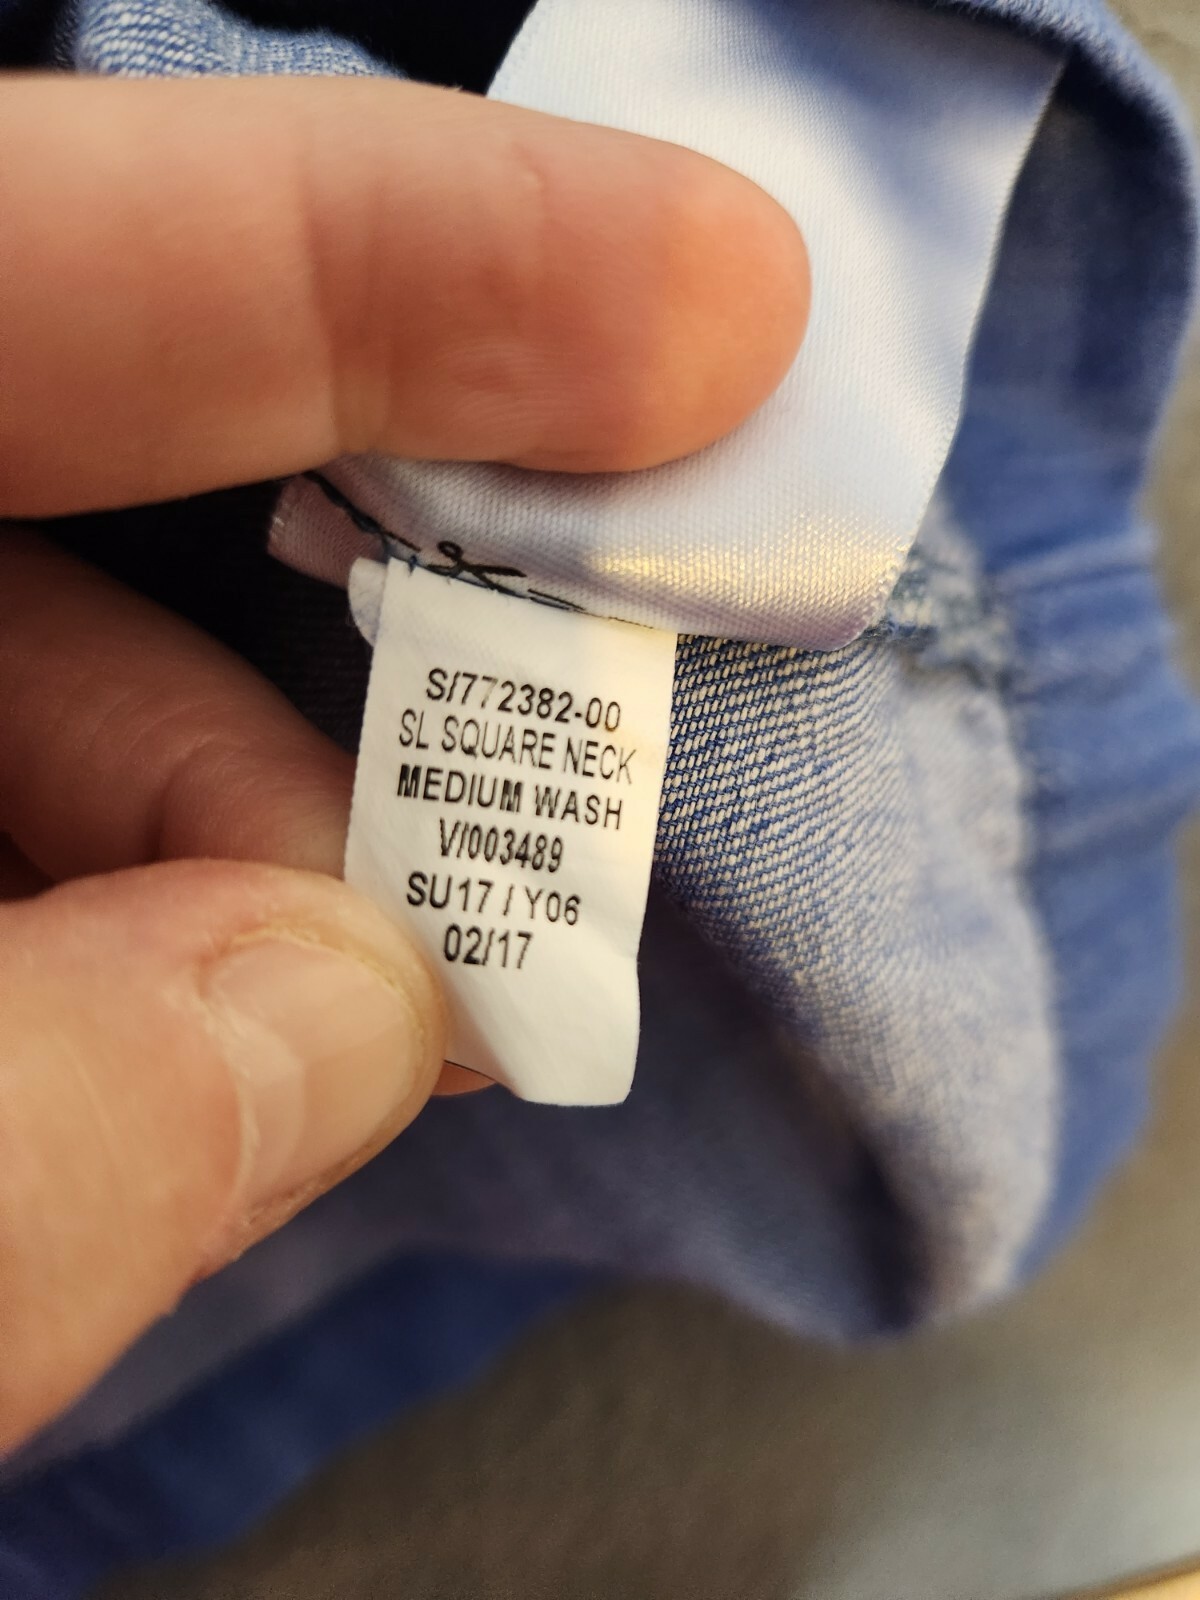 S/772382-00
SL SQUARE NECK
MEDIUM WASH
V/003489
SU17 / Y06
02/17